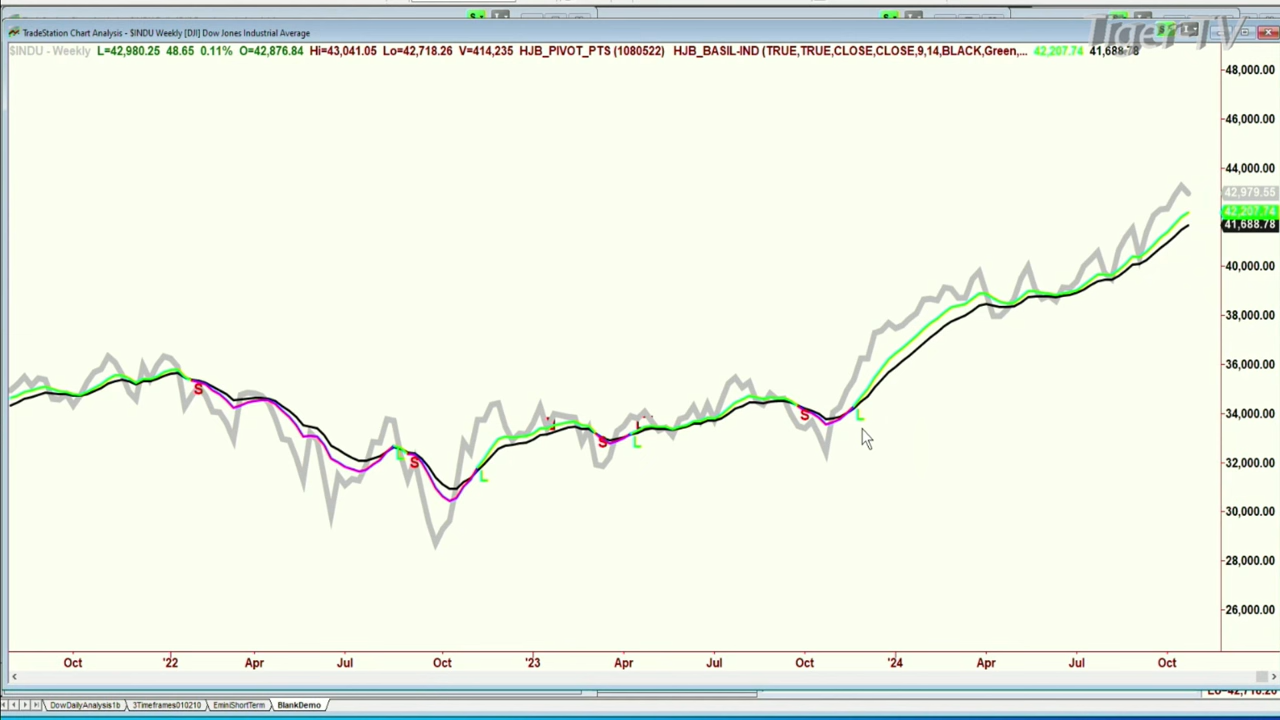 TradeStation Chart Analysis - $INDU Weekly [DJI] Dow Jones Industrial Average
TigerTV
$INDU - Weekly L=42,980.25 48.65 0.11% O=42,876.84 Hi=43,041.05 Lo=42,718.26 V=414,235 HJB_PIVOT_PTS (1080522) HJB_BASIL-IND (TRUE,TRUE,CLOSE,CLOSE,9,14,BLACK,Green,... 42,207.74 41,688.78
48,000.00
46,000.00
44,000.00
42,979.55
42,207.74
41,688.78
40,000.00
38,000.00
36,000.00
34,000.00
32,000.00
30,000.00
28,000.00
26,000.00
S
L
S
L
S
L
S
L
Oct '22 Apr Jul Oct '23 Apr Jul Oct '24 Apr Jul Oct
DowDailyAnalysis1b 3Timeframes010210 EminiShortTerm BlankDemo